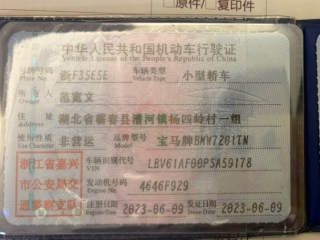 原件/□复印件
中华人民共和国机动车行驶证
Vehicle License of the People's Republic of China
号牌号码 浙F35E5E 车辆类型 小型轿车
Plate No. Vehicle Type
所有人 范宽文
Owner
住址 湖北省蕲春县漕河镇杨四岭村一组
Address
使用性质 非营运 品牌型号 宝马牌BMW7201TN
Use Character Model
浙江省嘉兴
市公安局交
通警察支队
车辆识别代号 LBV61AF00PSA59178
VIN
发动机号码 4646F929
Engine No.
注册日期 2023-06-09 发证日期 2023-06-09
Register Date Issue Date